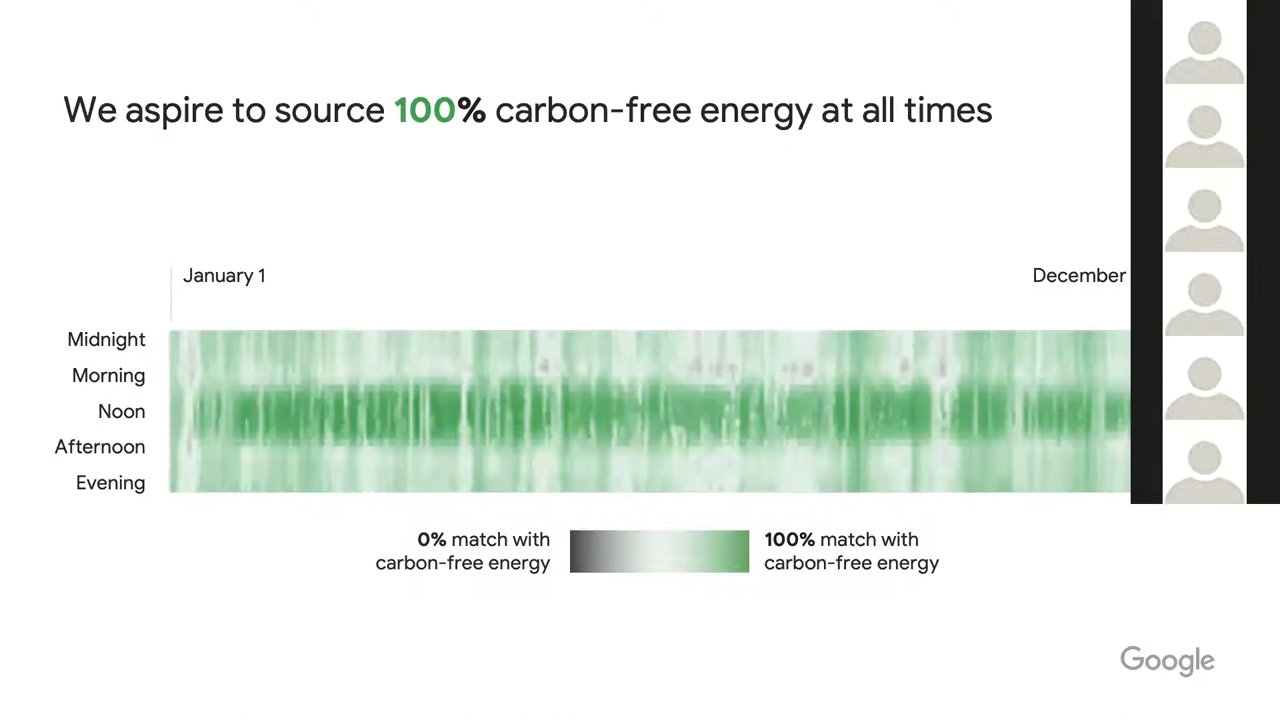 We aspire to source 100% carbon-free energy at all times
January 1
December
Midnight
Morning
Noon
Afternoon
Evening
0% match with
carbon-free energy
100% match with
carbon-free energy
Google